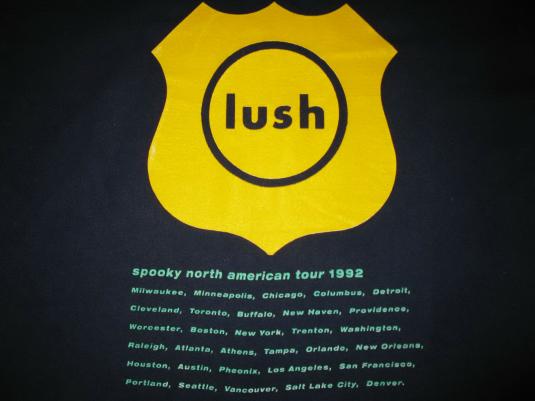 lush
spooky north american tour 1992
Milwaukee, Minneapolis, Chicago, Columbus, Detroit,
Cleveland, Toronto, Buffalo, New Haven, Providence,
Worcester, Boston, New York, Trenton, Washington,
Raleigh, Atlanta, Athens, Tampa, Orlando, New Orleans,
Houston, Austin, Pheonix, Los Angeles, San Francisco,
Portland, Seattle, Vancouver, Salt Lake City, Denver.